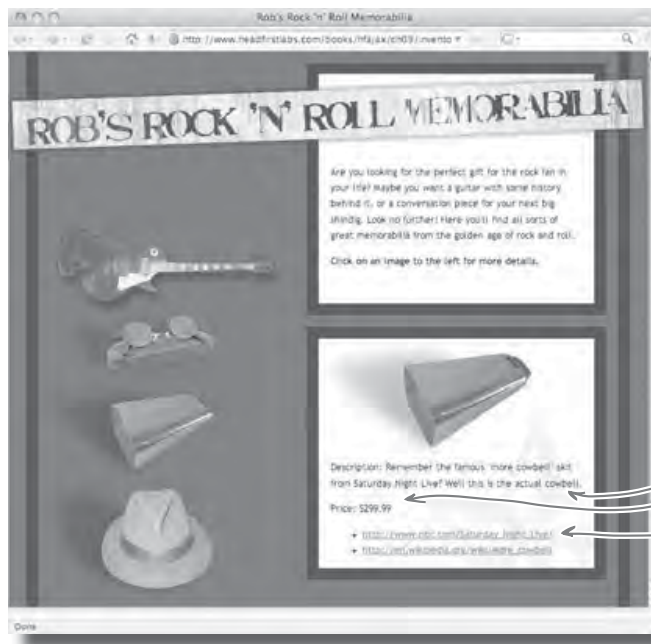 Rob's Rock 'n' Roll Memorabilia
http://www.headfirstlabs.com/books/hfajax/ch09/invento
ROB'S ROCK 'N' ROLL MEMORABILIA
Are you looking for the perfect gift for the rock fan in
your life? Maybe you want a guitar with some history
behind it, or a conversation piece for your next big
shindig. Look no further! Here you'll find all sorts of
great memorabilia from the golden age of rock and roll.
Click on an image to the left for more details.
Description: Remember the famous 'more cowbell' skit
from Saturday Night Live? Well this is the actual cowbell.
Price: $299.99
http://www.nbc.com/Saturday_Night_Live/
http://en.wikipedia.org/wiki/More_cowbell
Done